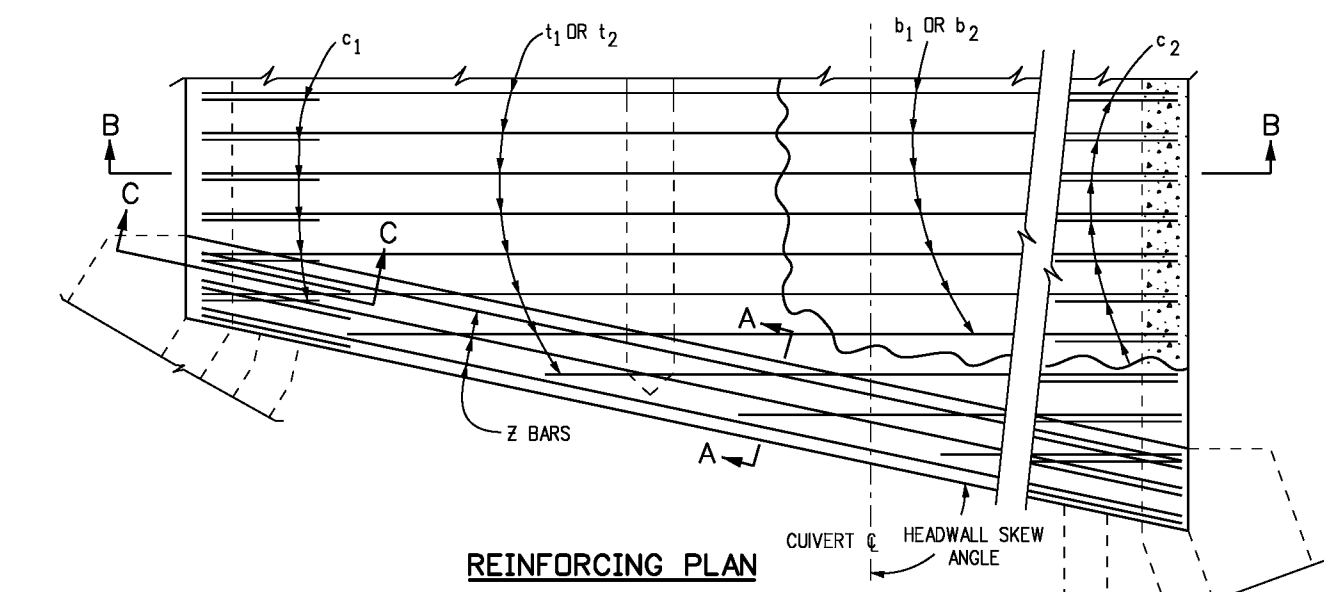 c1
t1 OR t2
b1 OR b2
c2
B
B
C
C
A
Z BARS
A
CUIVERT ℄
HEADWALL SKEW
ANGLE
REINFORCING PLAN